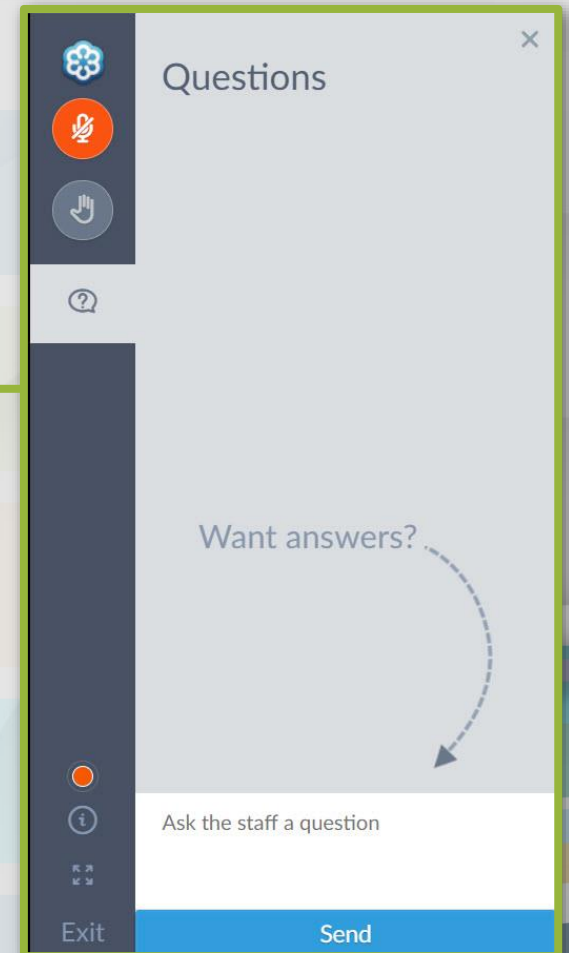 Questions
Want answers?
Ask the staff a question
Exit
Send